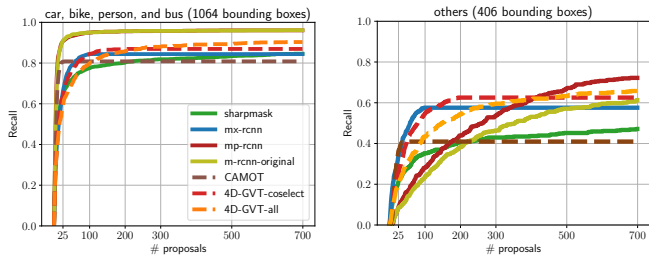 car, bike, person, and bus (1064 bounding boxes)
1.0
0.8
0.6
0.4
0.2
0.0
Recall
25
100
200
300
500
700
# proposals
sharpmask
mx-rcnn
mp-rcnn
m-rcnn-original
CAMOT
4D-GVT-coselect
4D-GVT-all
others (406 bounding boxes)
1.0
0.8
0.6
0.4
0.2
0.0
Recall
25
100
200
300
500
700
# proposals